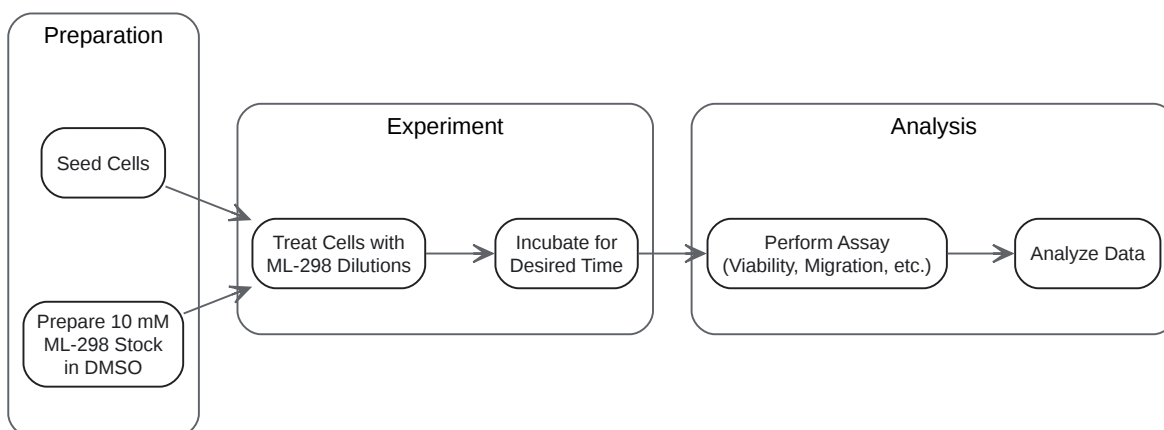 Preparation
Seed Cells
Prepare 10 mM
ML-298 Stock
in DMSO
Experiment
Treat Cells with
ML-298 Dilutions
Incubate for
Desired Time
Analysis
Perform Assay
(Viability, Migration, etc.)
Analyze Data